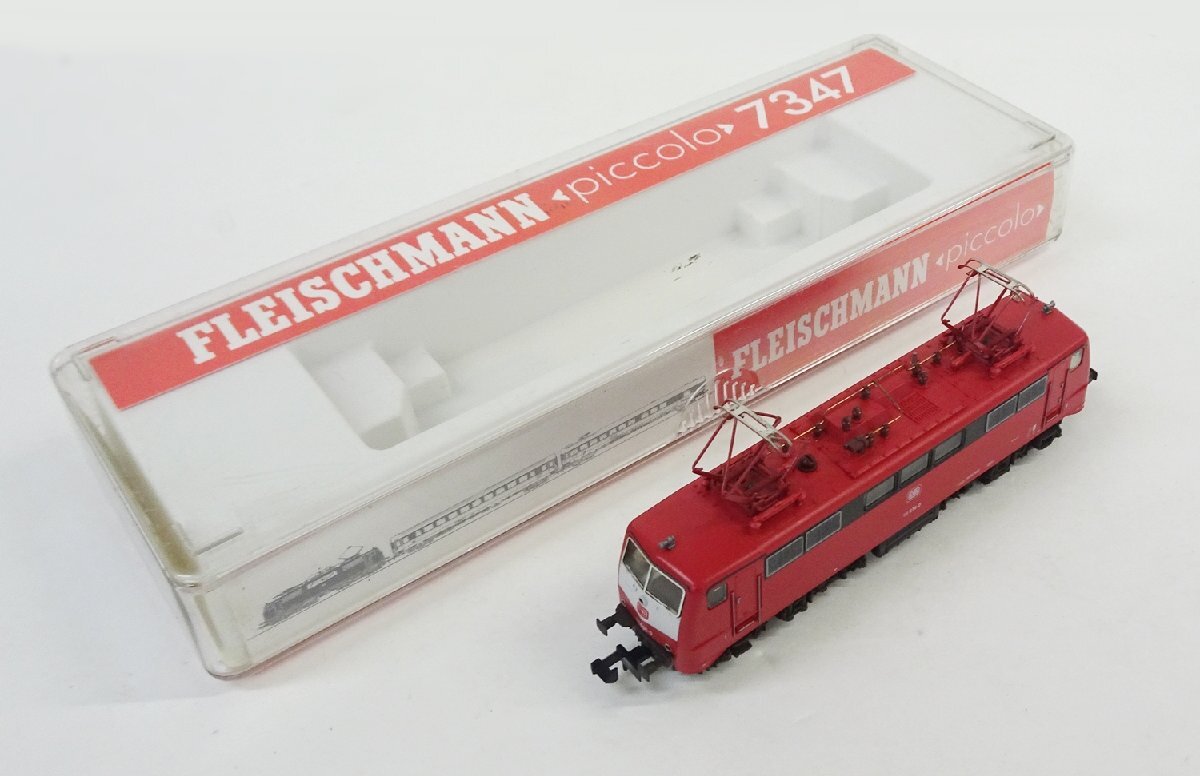 FLEISCHMANN ◂piccolo▸ 7347
FLEISCHMANN ◂piccolo▸
DB